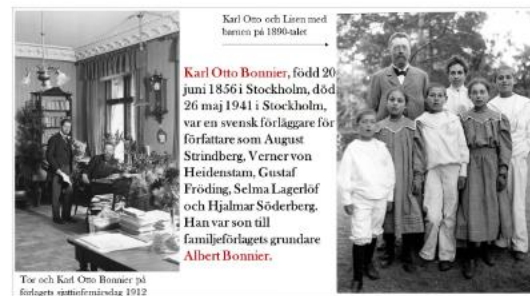 Karl Otto och Lisen med
barnen på 1890-talet
Karl Otto Bonnier, född 20
juni 1856 i Stockholm, död
26 maj 1941 i Stockholm,
var en svensk förläggare för
författare som August
Strindberg, Verner von
Heidenstam, Gustaf
Fröding, Selma Lagerlöf
och Hjalmar Söderberg.
Han var son till
familjeförlagets grundare
Albert Bonnier.
Tor och Karl Otto Bonnier på
förlagets sjuttiofemårsdag 1912